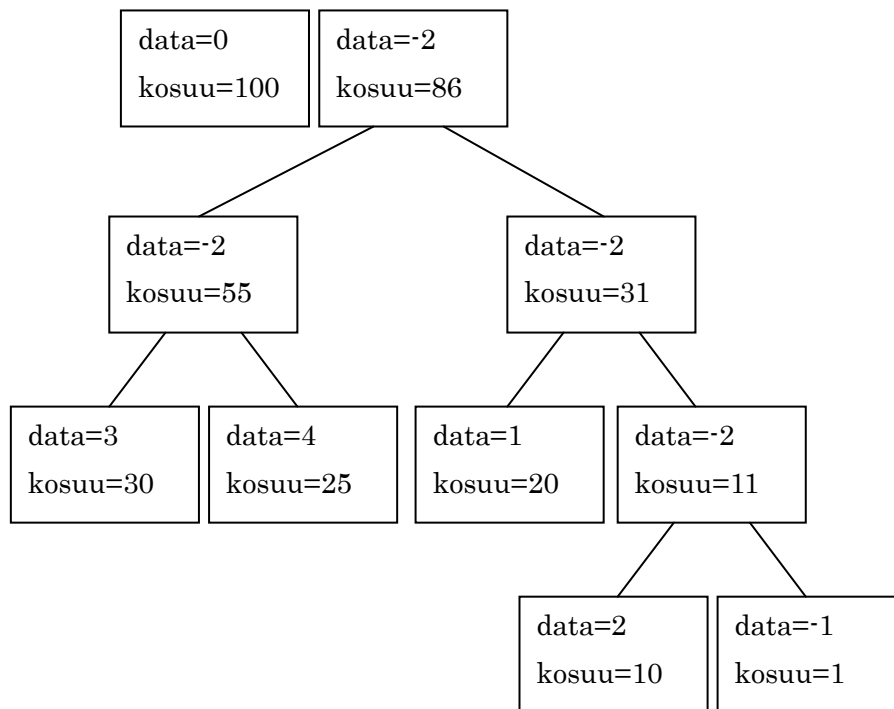 data=0
kosuu=100
data=-2
kosuu=86
data=-2
kosuu=55
data=-2
kosuu=31
data=3
kosuu=30
data=4
kosuu=25
data=1
kosuu=20
data=-2
kosuu=11
data=2
kosuu=10
data=-1
kosuu=1